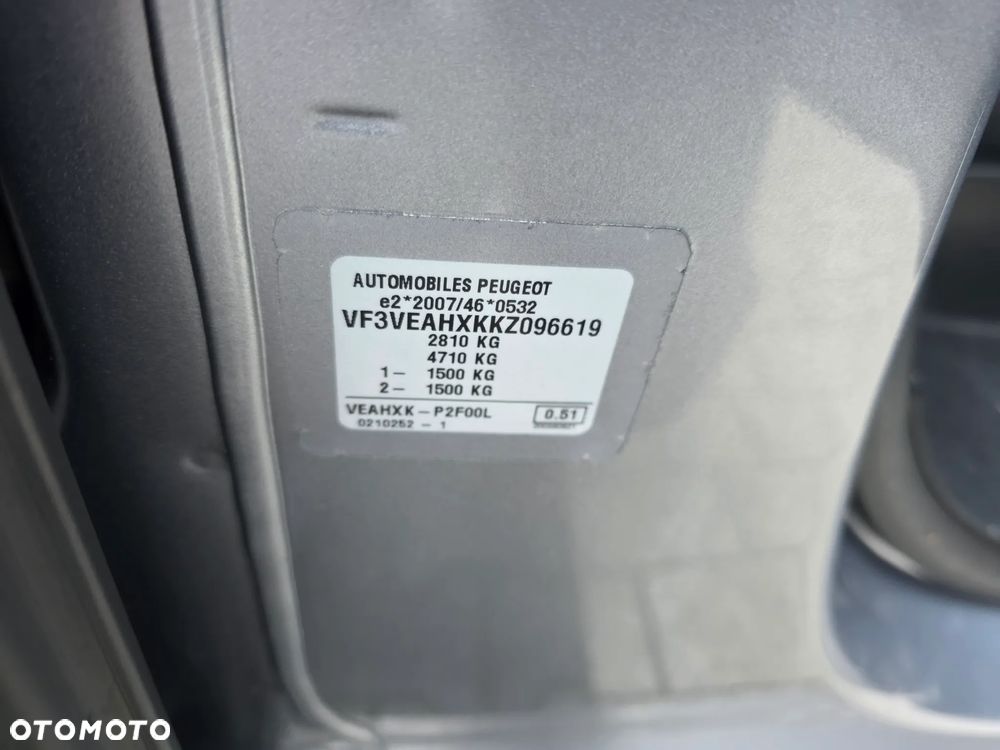 AUTOMOBILES PEUGEOT
e2*2007/46*0532
VF3VEAHXKKZ096619
2810 KG
4710 KG
1- 1500 KG
2- 1500 KG
VEAHXK-P2F00L
0.51
0210252 - 1
OTOMOTO